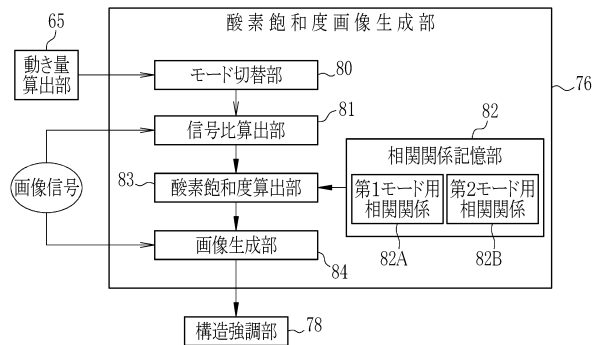 酸素飽和度画像生成部
65
動き量
算出部
モード切替部
80
76
信号比算出部
81
82
相関関係記憶部
画像信号
83
酸素飽和度算出部
第1モード用
相関関係
第2モード用
相関関係
82A
82B
画像生成部
84
構造強調部
78